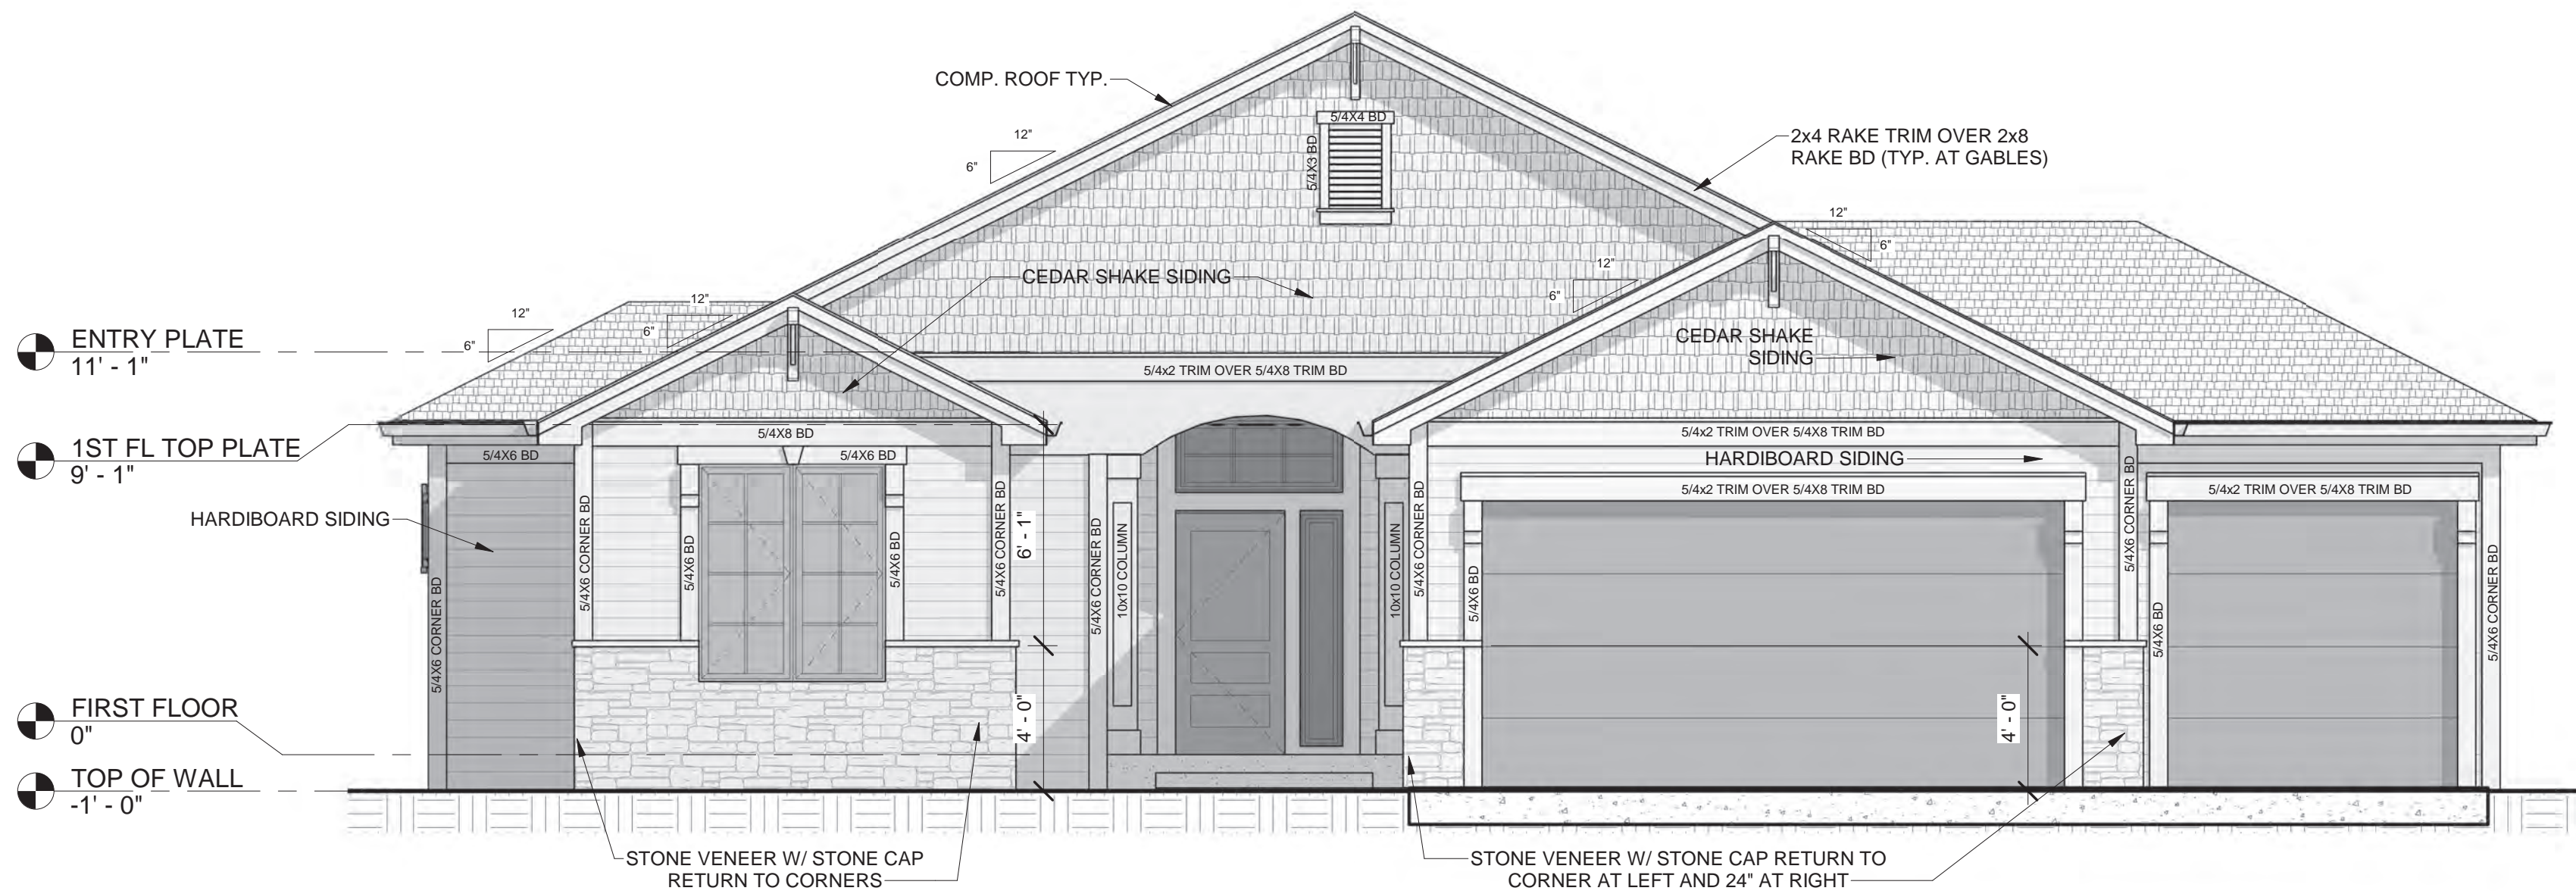 COMP. ROOF TYP.
12"
6"
5/4X4 BD
5/4X3 BD
2x4 RAKE TRIM OVER 2x8
RAKE BD (TYP. AT GABLES)
12"
6"
CEDAR SHAKE SIDING
12"
6"
12"
6"
12"
6"
CEDAR SHAKE
SIDING
ENTRY PLATE
11' - 1"
5/4x2 TRIM OVER 5/4X8 TRIM BD
1ST FL TOP PLATE
9' - 1"
5/4X8 BD
5/4X6 BD
5/4X6 BD
5/4x2 TRIM OVER 5/4X8 TRIM BD
HARDIBOARD SIDING
5/4x2 TRIM OVER 5/4X8 TRIM BD
5/4x2 TRIM OVER 5/4X8 TRIM BD
HARDIBOARD SIDING
5/4X6 CORNER BD
5/4X6 CORNER BD
5/4X6 BD
5/4X6 BD
5/4X6 CORNER BD
6' - 1"
5/4X6 CORNER BD
10x10 COLUMN
10x10 COLUMN
5/4X6 CORNER BD
5/4X6 BD
5/4X6 CORNER BD
5/4X6 BD
5/4X6 CORNER BD
FIRST FLOOR
0"
4' - 0"
4' - 0"
TOP OF WALL
-1' - 0"
STONE VENEER W/ STONE CAP
RETURN TO CORNERS
STONE VENEER W/ STONE CAP RETURN TO
CORNER AT LEFT AND 24" AT RIGHT